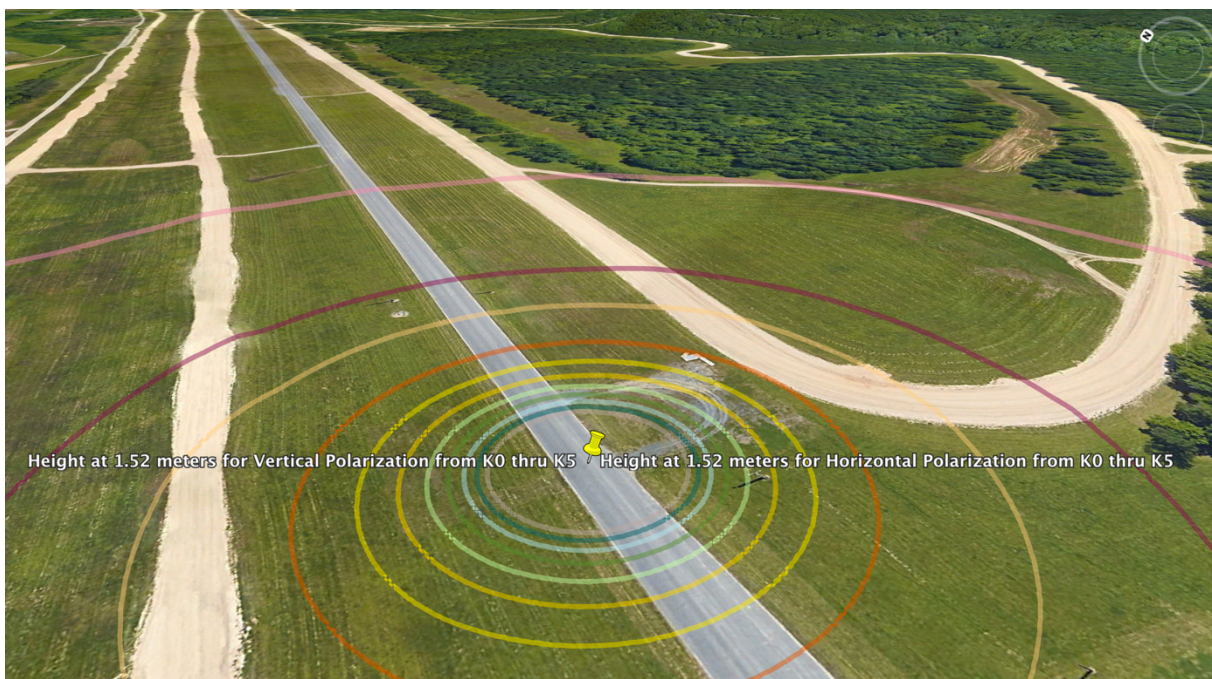 Height at 1.52 meters for Vertical Polarization from K0 thru K5
Height at 1.52 meters for Horizontal Polarization from K0 thru K5
N